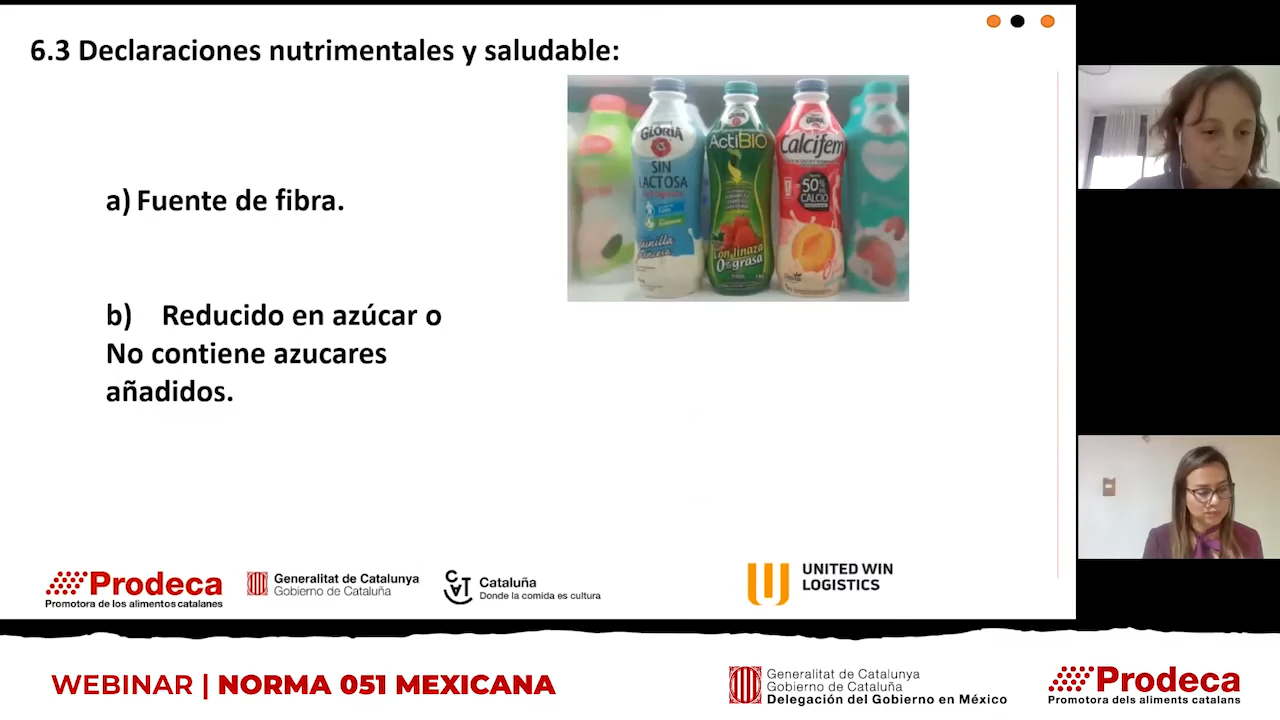 6.3 Declaraciones nutrimentales y saludable:
GLORIA
SIN
LACTOSA
ActiBIO
Con linaza
0% grasa
GLORIA
Calcifem
50%
CALCIO
a) Fuente de fibra.
b) Reducido en azúcar o
No contiene azucares
añadidos.
Prodeca
Promotora de los alimentos catalanes
Generalitat de Catalunya
Gobierno de Cataluña
CAT
Cataluña
Donde la comida es cultura
UNITED WIN
LOGISTICS
WEBINAR | NORMA 051 MEXICANA
Generalitat de Catalunya
Gobierno de Cataluña
Delegación del Gobierno en México
Prodeca
Promotora dels aliments catalans